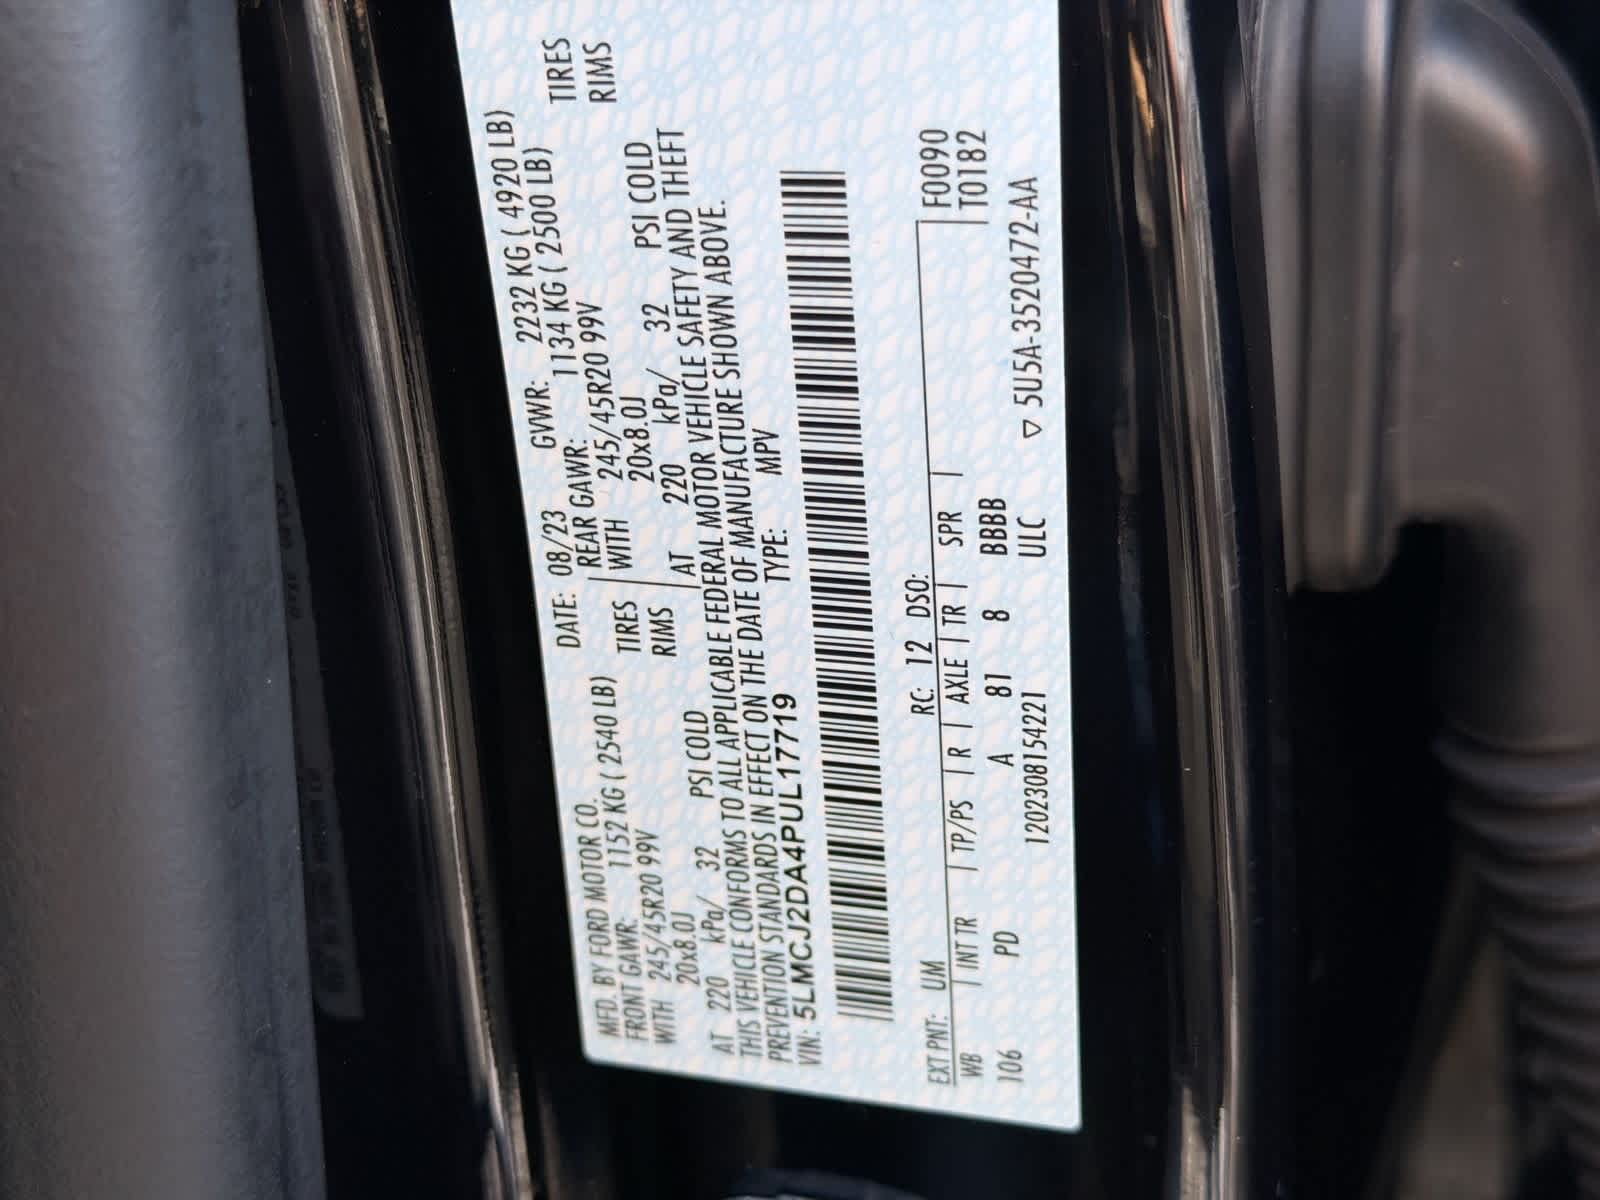 MFD. BY FORD MOTOR CO. DATE: 08/23 GVWR: 2232 KG ( 4920 LB)
FRONT GAWR: 1152 KG ( 2540 LB) REAR GAWR: 1134 KG ( 2500 LB)
WITH 245/45R20 99V TIRES WITH 245/45R20 99V TIRES
20x8.0J RIMS 20x8.0J RIMS
AT 220 kPa/ 32 PSI COLD AT 220 kPa/ 32 PSI COLD
THIS VEHICLE CONFORMS TO ALL APPLICABLE FEDERAL MOTOR VEHICLE SAFETY AND THEFT
PREVENTION STANDARDS IN EFFECT ON THE DATE OF MANUFACTURE SHOWN ABOVE.
VIN: 5LMCJ2DA4PUL17719 TYPE: MPV
EXT PNT: UM RC: 12 DSO: F0090
WB | INT TR | TP/PS | R | AXLE | TR | SPR | T0182
106 PD A 81 8 BBBB
1202308154221 ULC ▽ 5U5A-3520472-AA